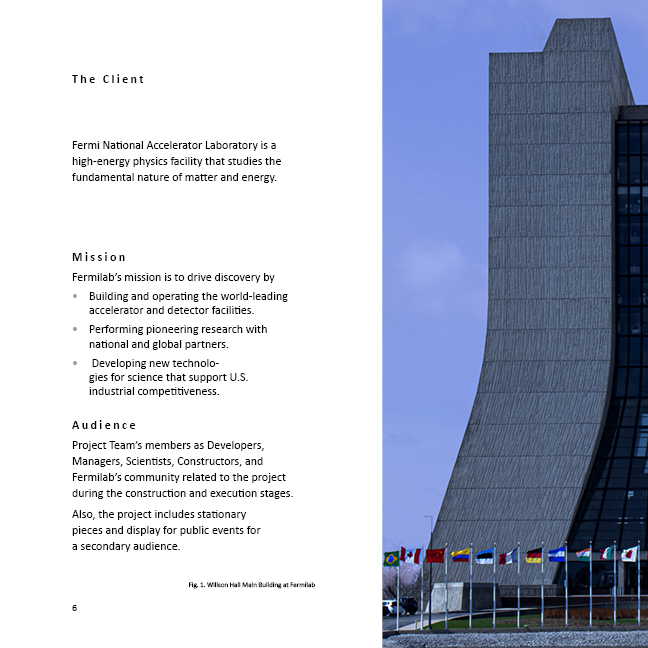 The Client
Fermi National Accelerator Laboratory is a
high-energy physics facility that studies the
fundamental nature of matter and energy.
Mission
Fermilab's mission is to drive discovery by
• Building and operating the world-leading
accelerator and detector facilities.
• Performing pioneering research with
national and global partners.
• Developing new technolo-
gies for science that support U.S.
industrial competitiveness.
Audience
Project Team's members as Developers,
Managers, Scientists, Constructors, and
Fermilab's community related to the project
during the construction and execution stages.
Also, the project includes stationary
pieces and display for public events for
a secondary audience.
Fig. 1. Willson Hall Main Building at Fermilab
6